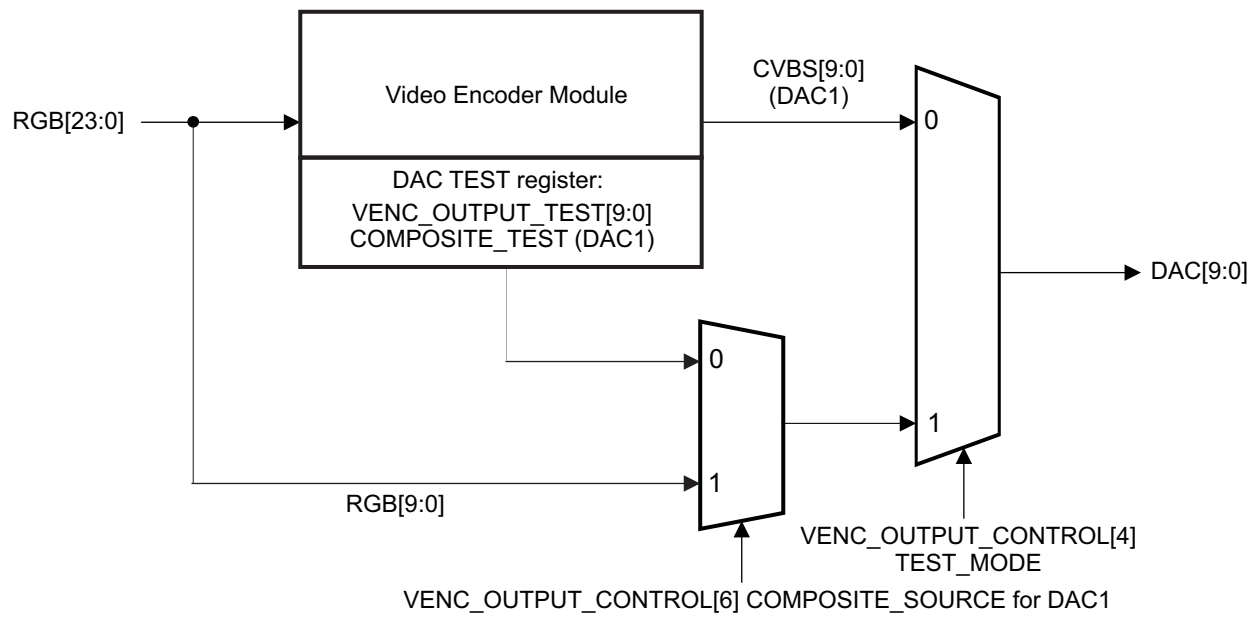 CVBS[9:0]
(DAC1)
Video Encoder Module
RGB[23:0]
0
DAC TEST register:
VENC_OUTPUT_TEST[9:0]
COMPOSITE_TEST (DAC1)
DAC[9:0]
0
1
1
RGB[9:0]
VENC_OUTPUT_CONTROL[4]
TEST_MODE
VENC_OUTPUT_CONTROL[6] COMPOSITE_SOURCE for DAC1